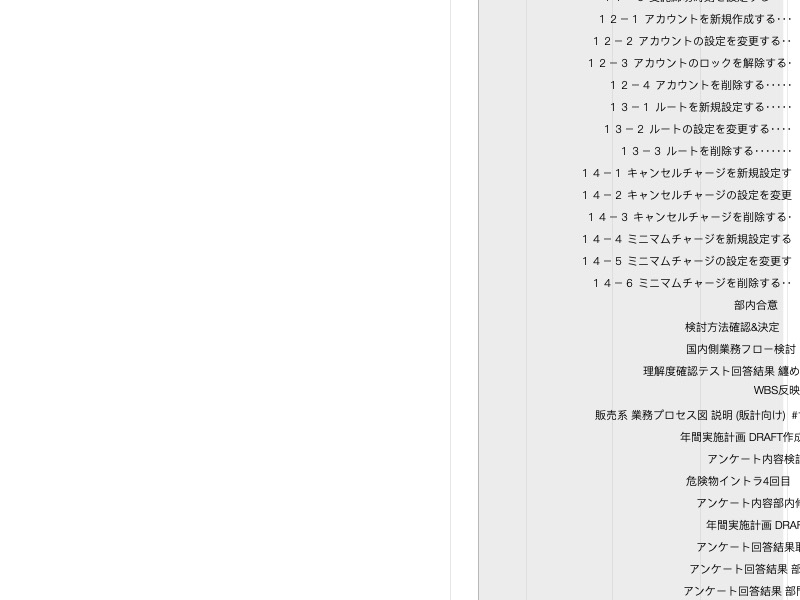 １２－１ アカウントを新規作成する･･･
１２－２ アカウントの設定を変更する･･
１２－３ アカウントのロックを解除する･
１２－４ アカウントを削除する･････
１３－１ ルートを新規設定する･････
１３－２ ルートの設定を変更する････
１３－３ ルートを削除する･･･････
１４－１ キャンセルチャージを新規設定す
１４－２ キャンセルチャージの設定を変更
１４－３ キャンセルチャージを削除する･
１４－４ ミニマムチャージを新規設定する
１４－５ ミニマムチャージの設定を変更す
１４－６ ミニマムチャージを削除する･･
部内合意
検討方法確認&決定
国内側業務フロー検討
理解度確認テスト回答結果 纏め
WBS反映
販売系 業務プロセス図 説明 (販計向け) #
年間実施計画 DRAFT作成
アンケート内容検討
危険物イントラ4回目
アンケート内容部内
年間実施計画 DRAF
アンケート回答結果
アンケート回答結果 部
アンケート回答結果 部